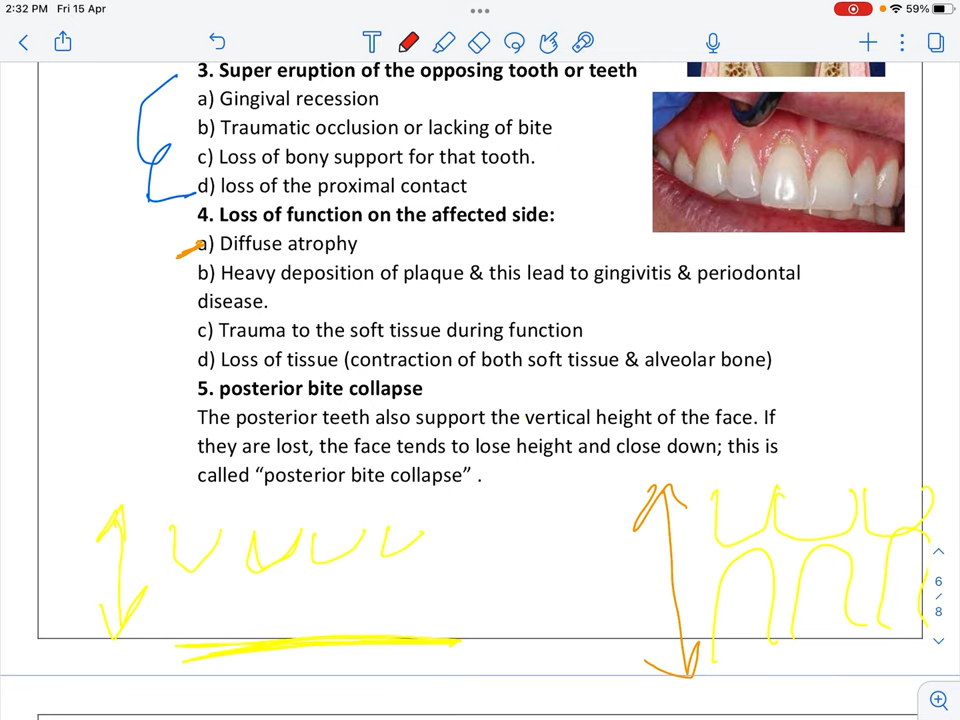 2:32 PM Fri 15 Apr
59%
T
3. Super eruption of the opposing tooth or teeth
a) Gingival recession
b) Traumatic occlusion or lacking of bite
c) Loss of bony support for that tooth.
d) loss of the proximal contact
4. Loss of function on the affected side:
a) Diffuse atrophy
b) Heavy deposition of plaque & this lead to gingivitis & periodontal
disease.
c) Trauma to the soft tissue during function
d) Loss of tissue (contraction of both soft tissue & alveolar bone)
5. posterior bite collapse
The posterior teeth also support the vertical height of the face. If
they are lost, the face tends to lose height and close down; this is
called “posterior bite collapse” .
6
/
8